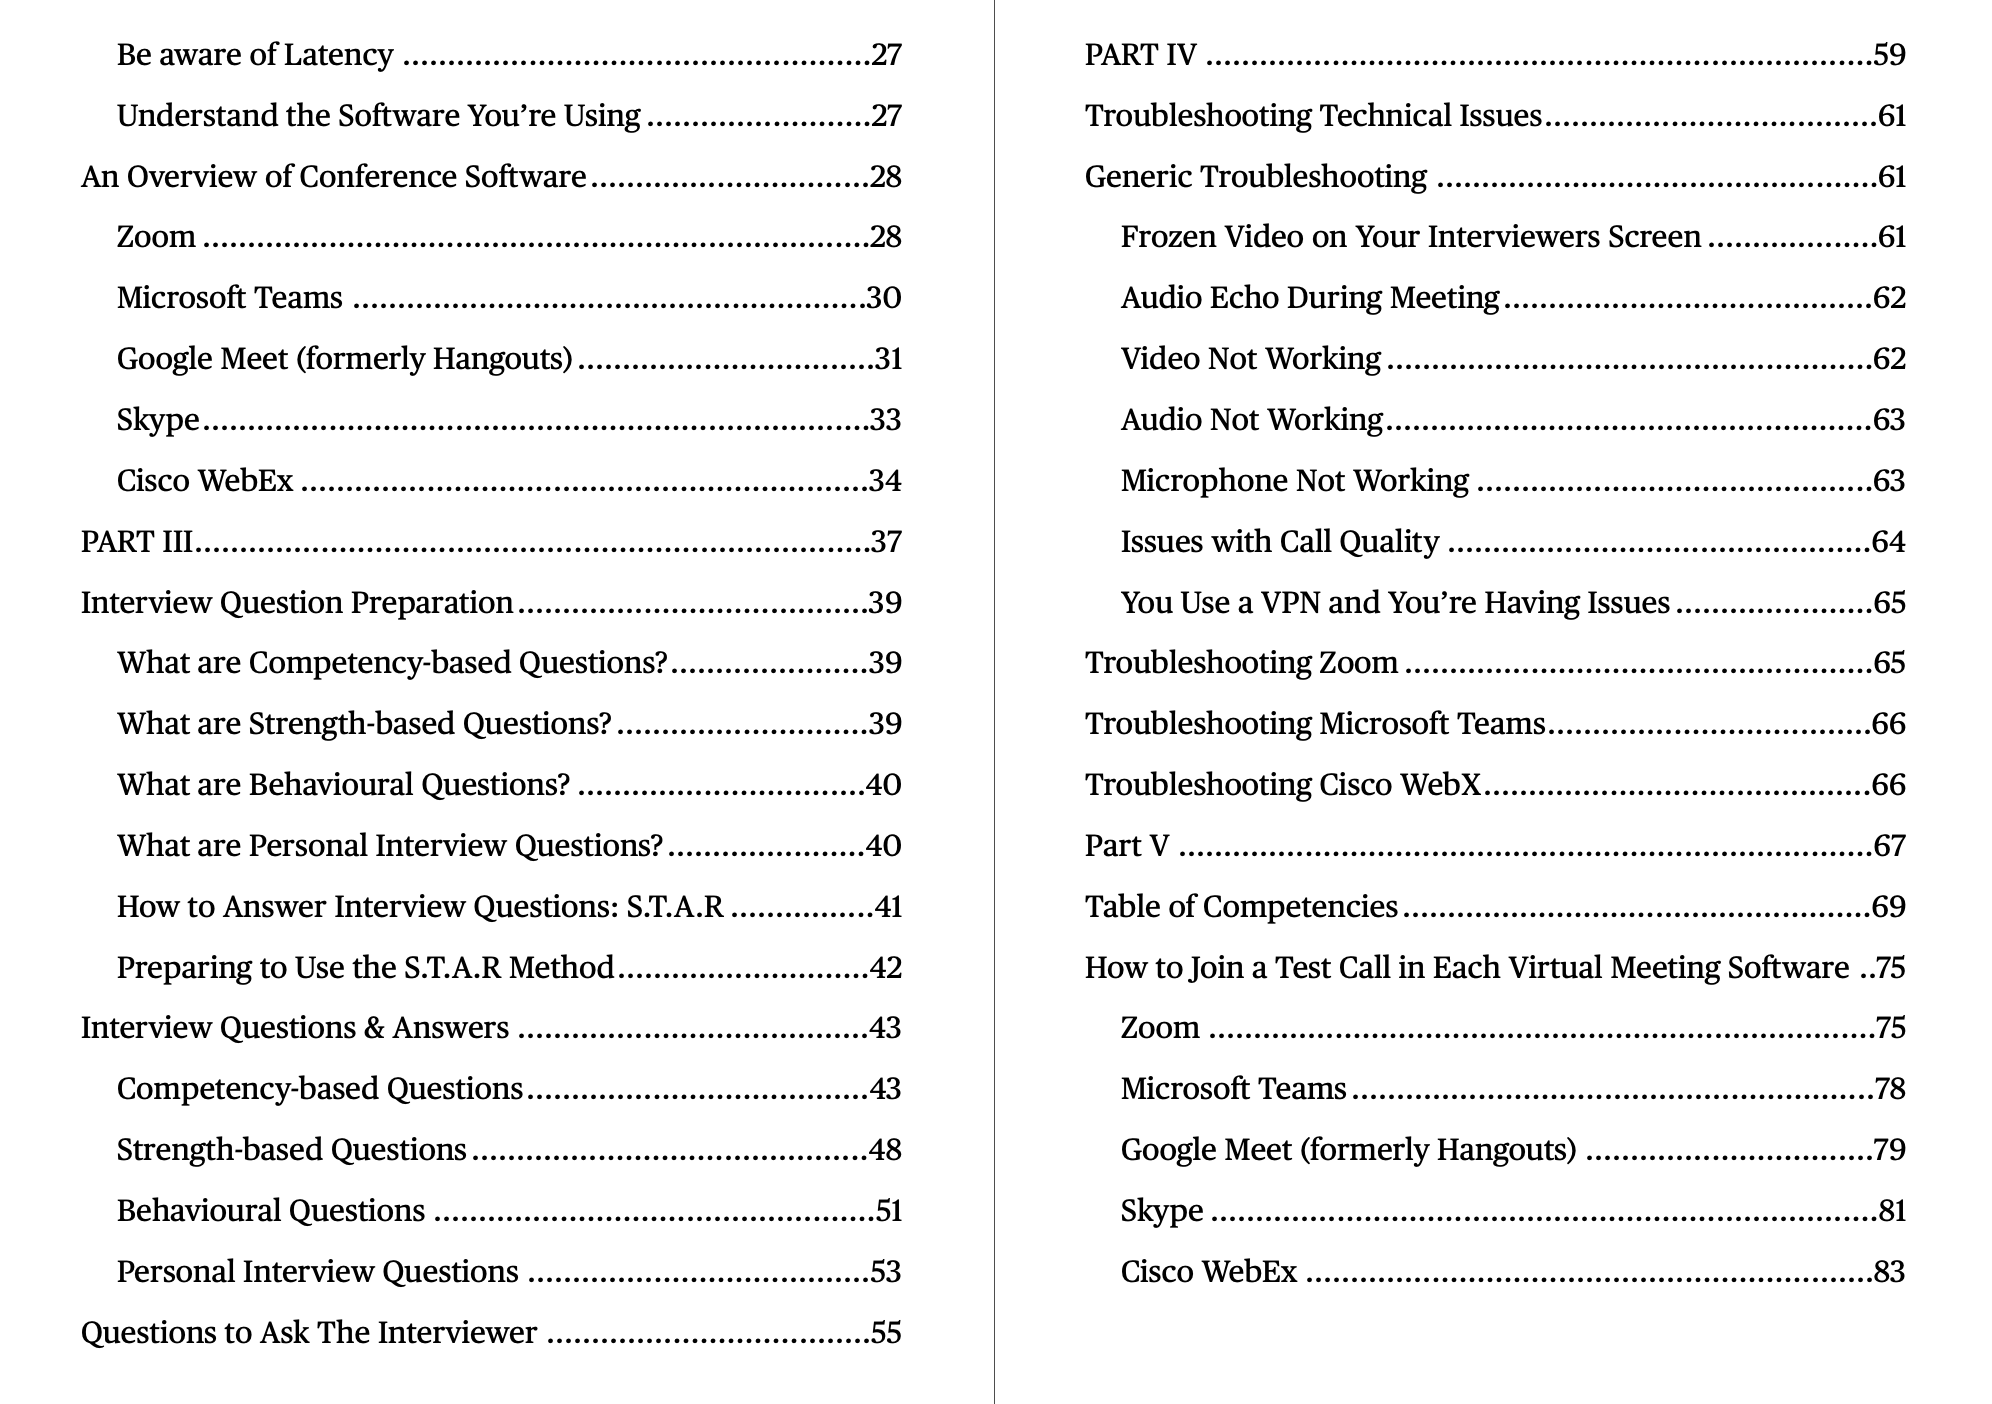 Be aware of Latency ....................................................27
Understand the Software You’re Using .........................27
An Overview of Conference Software...............................28
Zoom ..........................................................................28
Microsoft Teams .........................................................30
Google Meet (formerly Hangouts) .................................31
Skype..........................................................................33
Cisco WebEx ...............................................................34
PART III...........................................................................37
Interview Question Preparation.......................................39
What are Competency-based Questions?......................39
What are Strength-based Questions? ............................39
What are Behavioural Questions? ................................40
What are Personal Interview Questions?......................40
How to Answer Interview Questions: S.T.A.R ................41
Preparing to Use the S.T.A.R Method............................42
Interview Questions & Answers .......................................43
Competency-based Questions......................................43
Strength-based Questions ............................................48
Behavioural Questions .................................................51
Personal Interview Questions ......................................53
Questions to Ask The Interviewer ....................................55
PART IV ..........................................................................59
Troubleshooting Technical Issues.....................................61
Generic Troubleshooting .................................................61
Frozen Video on Your Interviewers Screen ...................61
Audio Echo During Meeting.........................................62
Video Not Working ......................................................62
Audio Not Working......................................................63
Microphone Not Working ............................................63
Issues with Call Quality ...............................................64
You Use a VPN and You’re Having Issues ......................65
Troubleshooting Zoom ....................................................65
Troubleshooting Microsoft Teams....................................66
Troubleshooting Cisco WebX...........................................66
Part V .............................................................................67
Table of Competencies....................................................69
How to Join a Test Call in Each Virtual Meeting Software ..75
Zoom ..........................................................................75
Microsoft Teams ..........................................................78
Google Meet (formerly Hangouts) ................................79
Skype ..........................................................................81
Cisco WebEx ...............................................................83